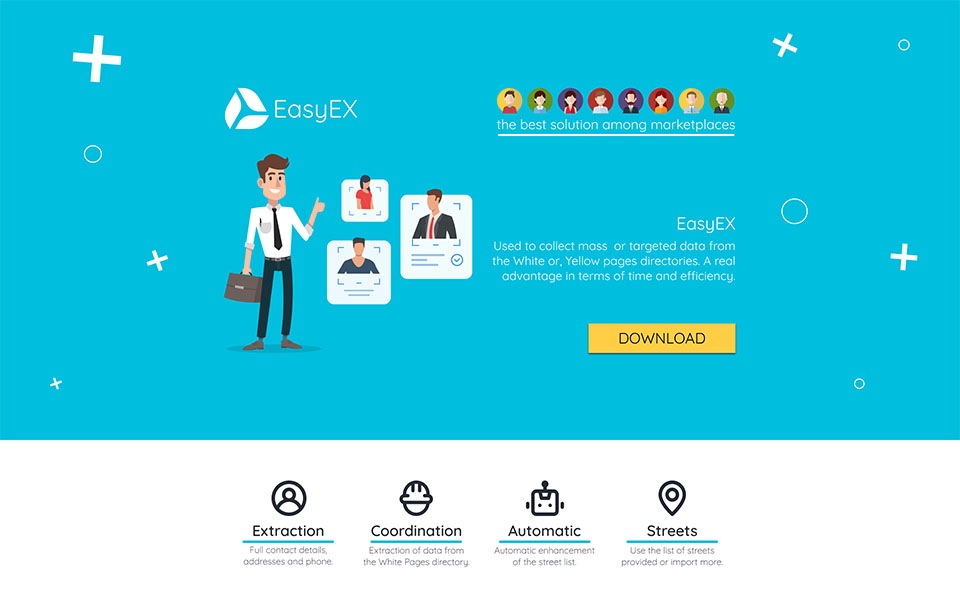 EasyEX
the best solution among marketplaces
EasyEX
Used to collect mass or targeted data from
the White or, Yellow pages directories. A real
advantage in terms of time and efficiency.
DOWNLOAD
Extraction
Full contact details,
addresses and phone.
Coordination
Extraction of data from
the White Pages directory.
Automatic
Automatic enhancement
of the street list.
Streets
Use the list of streets
provided or import more.